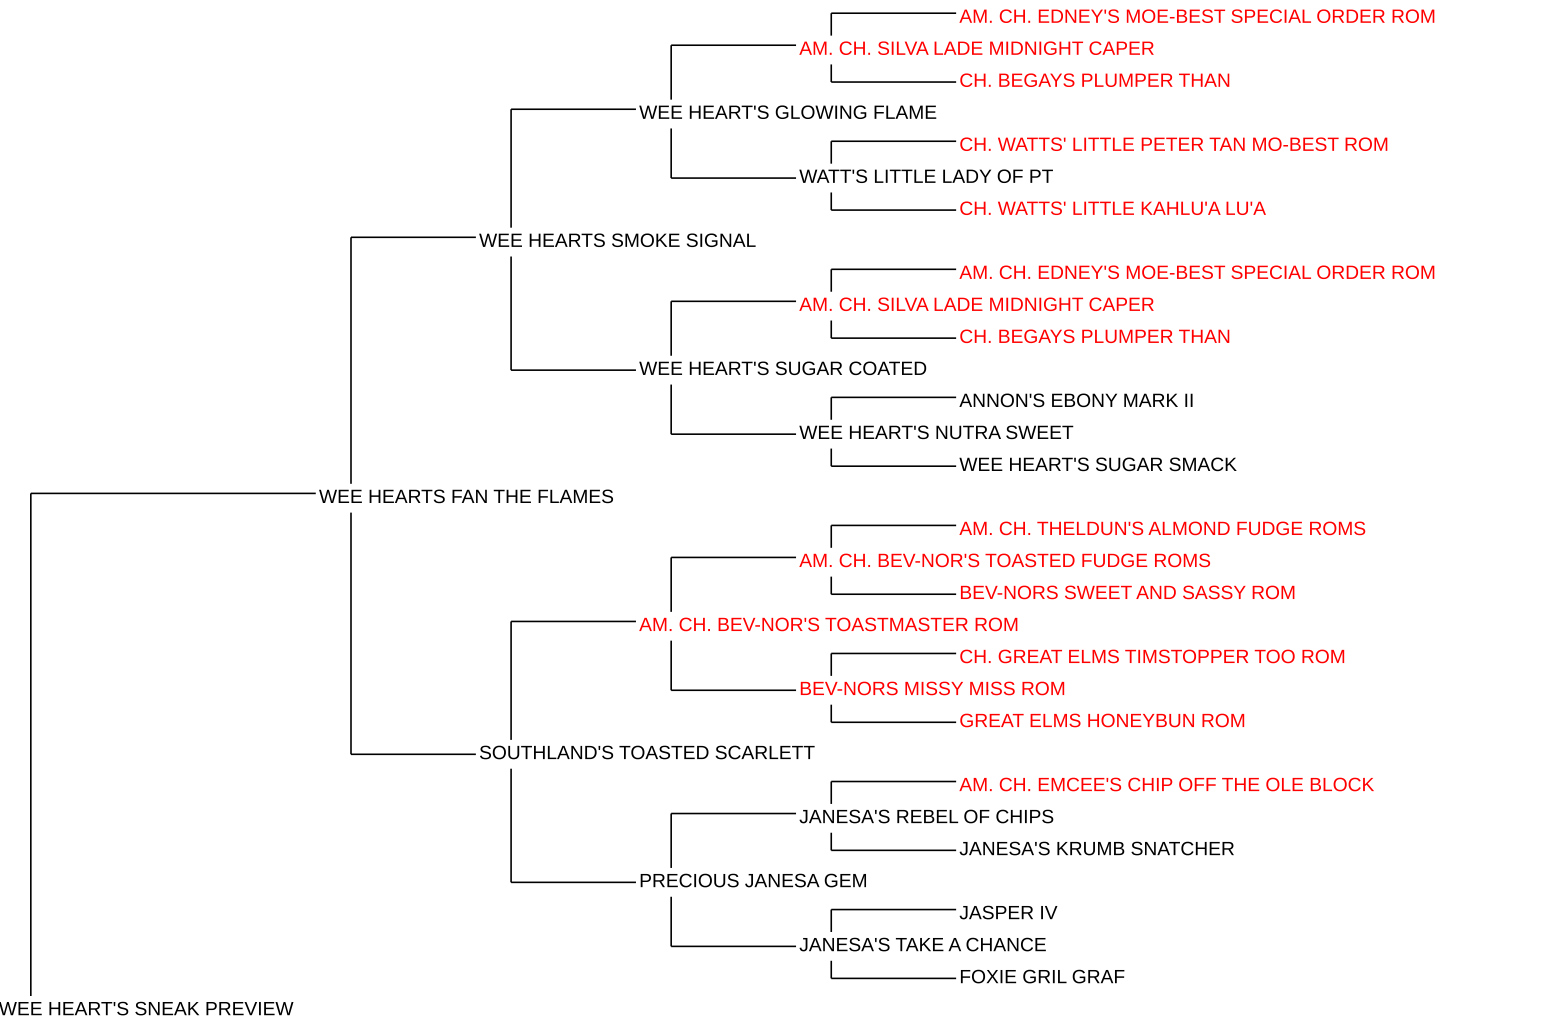 AM. CH. EDNEY'S MOE-BEST SPECIAL ORDER ROM
AM. CH. SILVA LADE MIDNIGHT CAPER
CH. BEGAYS PLUMPER THAN
WEE HEART'S GLOWING FLAME
CH. WATTS' LITTLE PETER TAN MO-BEST ROM
WATT'S LITTLE LADY OF PT
CH. WATTS' LITTLE KAHLU'A LU'A
WEE HEARTS SMOKE SIGNAL
AM. CH. EDNEY'S MOE-BEST SPECIAL ORDER ROM
AM. CH. SILVA LADE MIDNIGHT CAPER
CH. BEGAYS PLUMPER THAN
WEE HEART'S SUGAR COATED
ANNON'S EBONY MARK II
WEE HEART'S NUTRA SWEET
WEE HEART'S SUGAR SMACK
WEE HEARTS FAN THE FLAMES
AM. CH. THELDUN'S ALMOND FUDGE ROMS
AM. CH. BEV-NOR'S TOASTED FUDGE ROMS
BEV-NORS SWEET AND SASSY ROM
AM. CH. BEV-NOR'S TOASTMASTER ROM
CH. GREAT ELMS TIMSTOPPER TOO ROM
BEV-NORS MISSY MISS ROM
GREAT ELMS HONEYBUN ROM
SOUTHLAND'S TOASTED SCARLETT
AM. CH. EMCEE'S CHIP OFF THE OLE BLOCK
JANESA'S REBEL OF CHIPS
JANESA'S KRUMB SNATCHER
PRECIOUS JANESA GEM
JASPER IV
JANESA'S TAKE A CHANCE
FOXIE GRIL GRAF
WEE HEART'S SNEAK PREVIEW